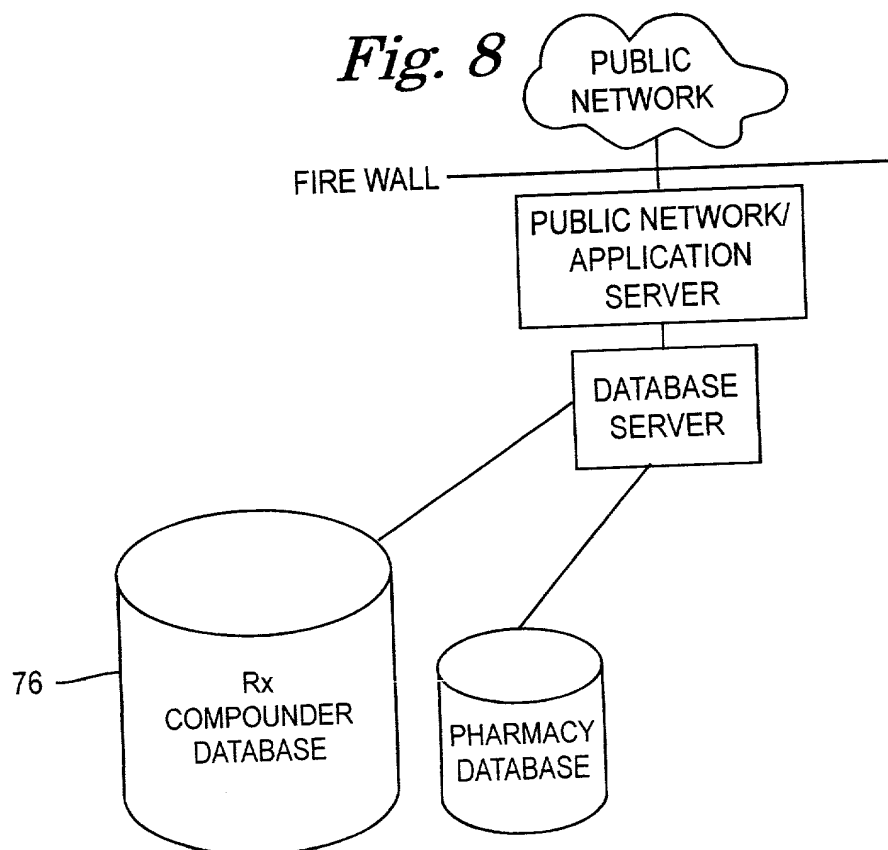 Fig. 8
PUBLIC
NETWORK
FIRE WALL
PUBLIC NETWORK/
APPLICATION
SERVER
DATABASE
SERVER
76
Rx
COMPOUNDER
DATABASE
PHARMACY
DATABASE